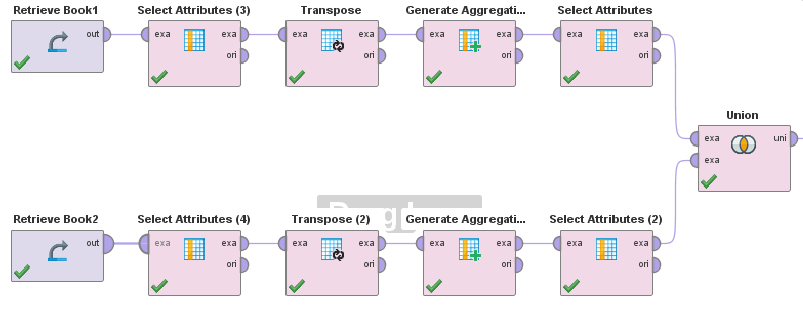 Retrieve Book1
Select Attributes (3)
Transpose
Generate Aggregati...
Select Attributes
out
exa
exa
exa
exa
exa
exa
exa
exa
ori
ori
ori
ori
Union
exa
uni
exa
Retrieve Book2
Select Attributes (4)
Transpose (2)
Generate Aggregati...
Select Attributes (2)
out
exa
exa
exa
exa
exa
exa
exa
exa
ori
ori
ori
ori